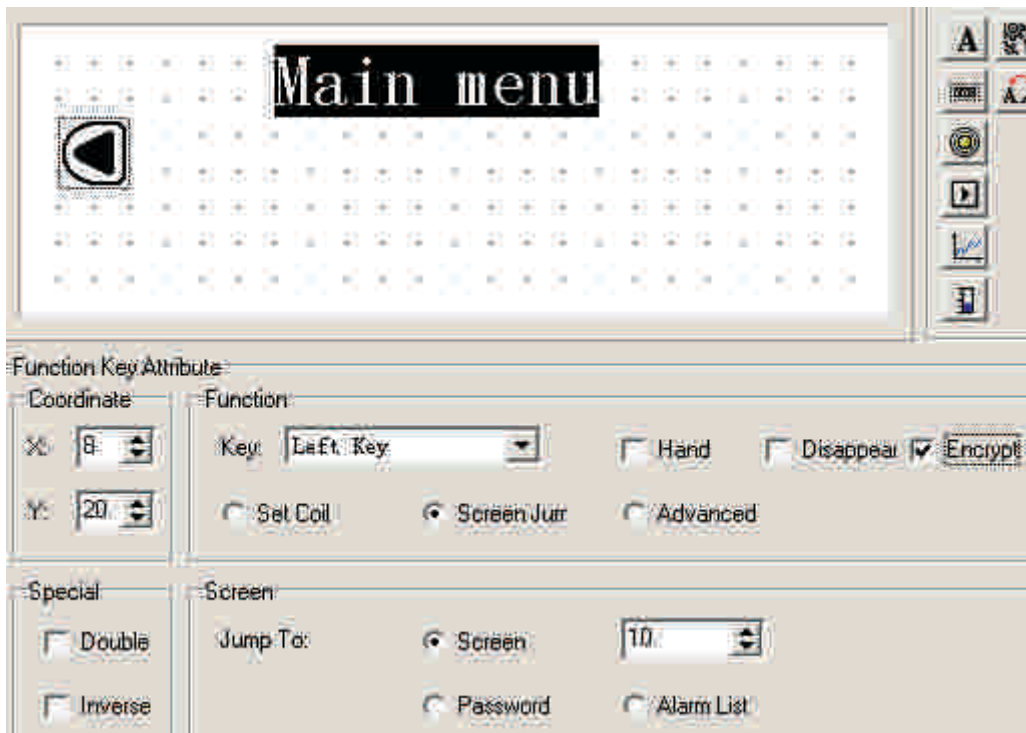 Main menu
A
Function Key Attribute
Coordinate
Function
X: 8
Key: Left Key
Hand
Disappear
Encrypt
Y: 20
Set Coil
Screen Jum
Advanced
Special
Screen
Double
Jump To:
Screen
10
Inverse
Password
Alarm List